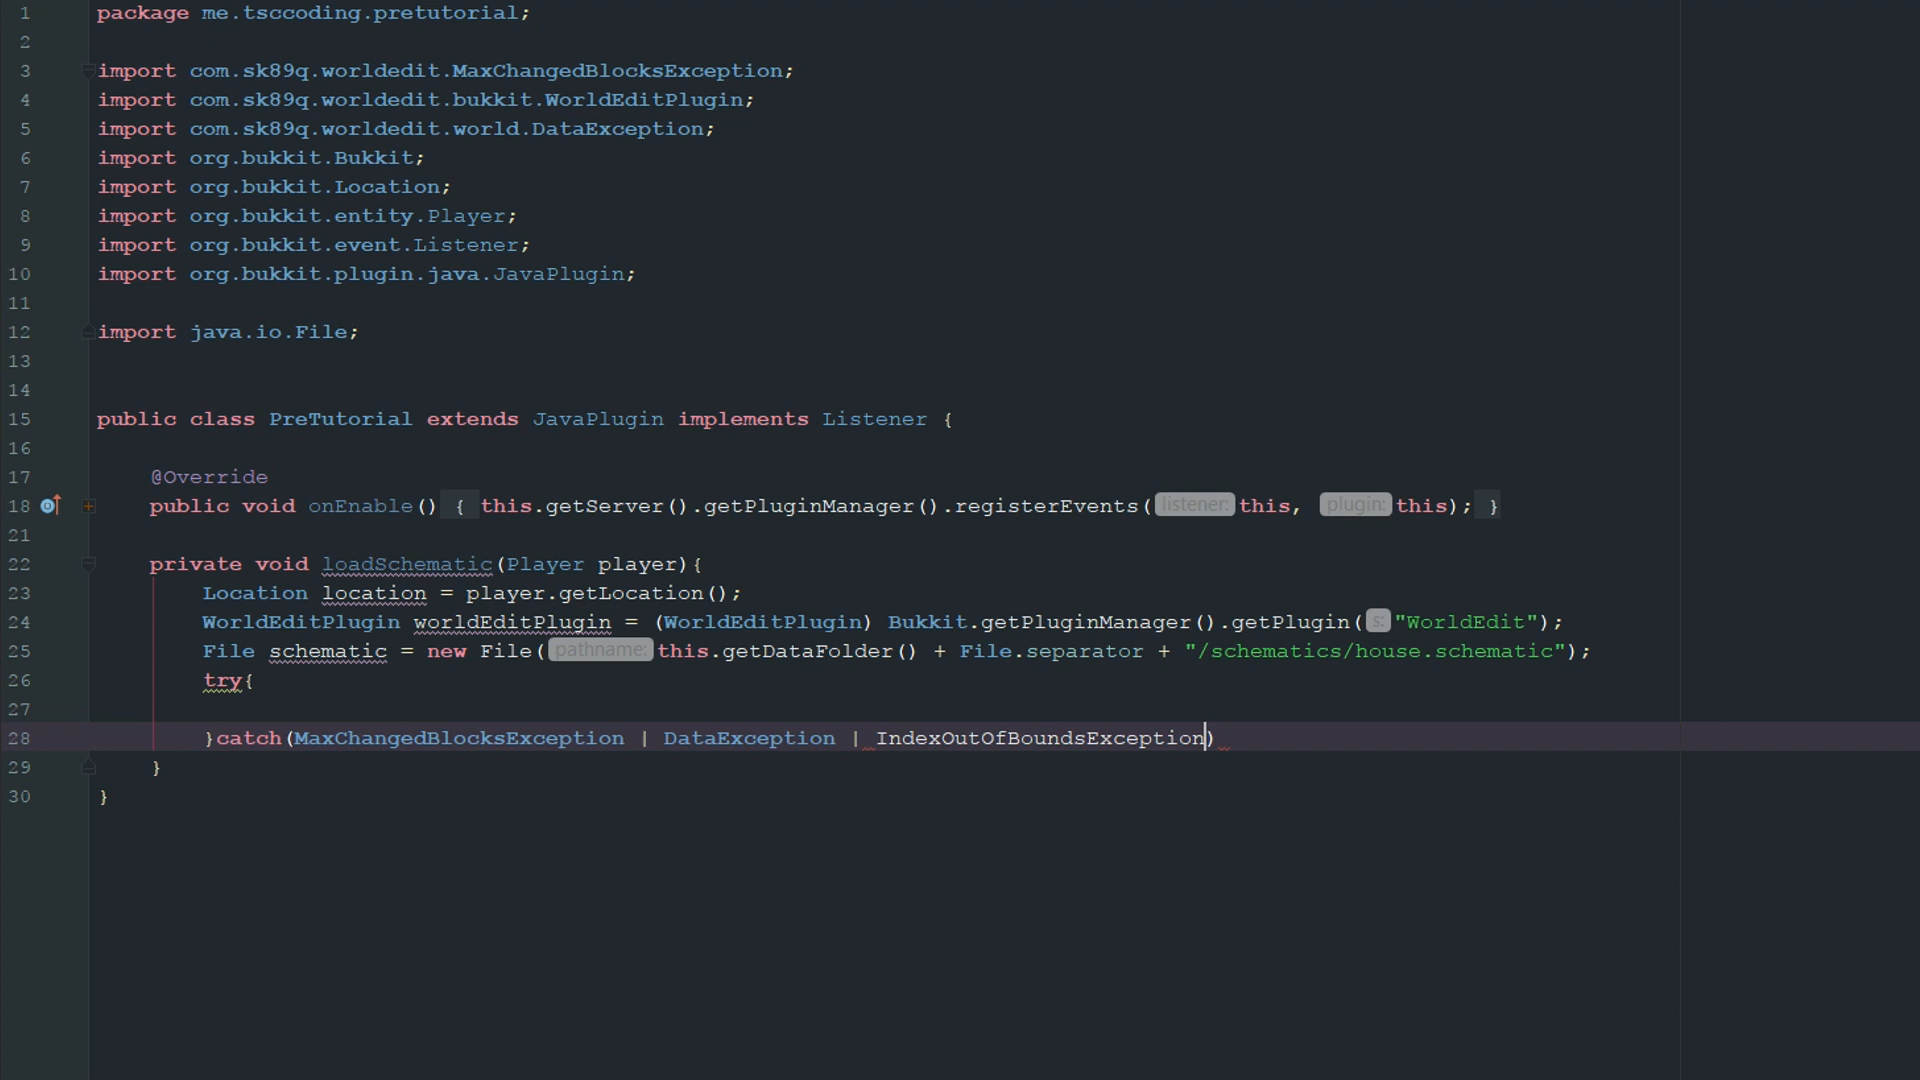 1 package me.tsccoding.pretutorial;
2
3 import com.sk89q.worldedit.MaxChangedBlocksException;
4 import com.sk89q.worldedit.bukkit.WorldEditPlugin;
5 import com.sk89q.worldedit.world.DataException;
6 import org.bukkit.Bukkit;
7 import org.bukkit.Location;
8 import org.bukkit.entity.Player;
9 import org.bukkit.event.Listener;
10 import org.bukkit.plugin.java.JavaPlugin;
11
12 import java.io.File;
13
14
15 public class PreTutorial extends JavaPlugin implements Listener {
16
17 @Override
18 public void onEnable() { this.getServer().getPluginManager().registerEvents( listener: this, plugin: this); }
21
22 private void loadSchematic(Player player){
23 Location location = player.getLocation();
24 WorldEditPlugin worldEditPlugin = (WorldEditPlugin) Bukkit.getPluginManager().getPlugin( s: "WorldEdit");
25 File schematic = new File( pathname: this.getDataFolder() + File.separator + "/schematics/house.schematic");
26 try{
27
28 }catch(MaxChangedBlocksException | DataException | IndexOutOfBoundsException)
29 }
30 }